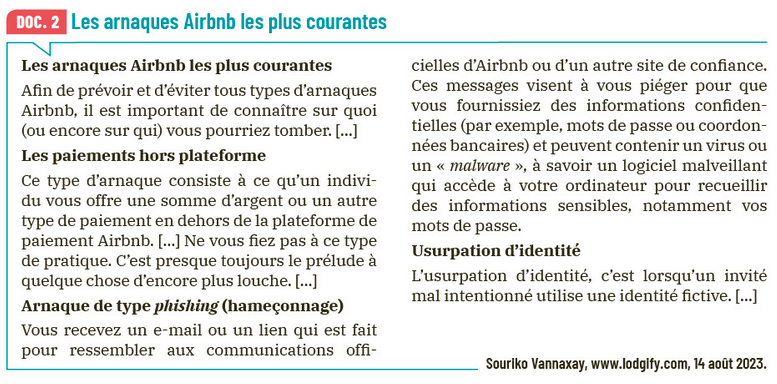 DOC. 2 Les arnaques Airbnb les plus courantes
Les arnaques Airbnb les plus courantes
Afin de prévoir et d'éviter tous types d'arnaques
Airbnb, il est important de connaître sur quoi
(ou encore sur qui) vous pourriez tomber. [...]
Les paiements hors plateforme
Ce type d'arnaque consiste à ce qu'un indivi-
du vous offre une somme d'argent ou un autre
type de paiement en dehors de la plateforme de
paiement Airbnb. [...] Ne vous fiez pas à ce type
de pratique. C'est presque toujours le prélude à
quelque chose d'encore plus louche. [...]
Arnaque de type phishing (hameçonnage)
Vous recevez un e-mail ou un lien qui est fait
pour ressembler aux communications offi-
cielles d'Airbnb ou d'un autre site de confiance.
Ces messages visent à vous piéger pour que
vous fournissiez des informations confiden-
tielles (par exemple, mots de passe ou coordon-
nées bancaires) et peuvent contenir un virus ou
un « malware », à savoir un logiciel malveillant
qui accède à votre ordinateur pour recueillir
des informations sensibles, notamment vos
mots de passe.
Usurpation d'identité
L'usurpation d'identité, c'est lorsqu'un invité
mal intentionné utilise une identité fictive. [...]
Souriko Vannaxay, www.lodgify.com, 14 août 2023.